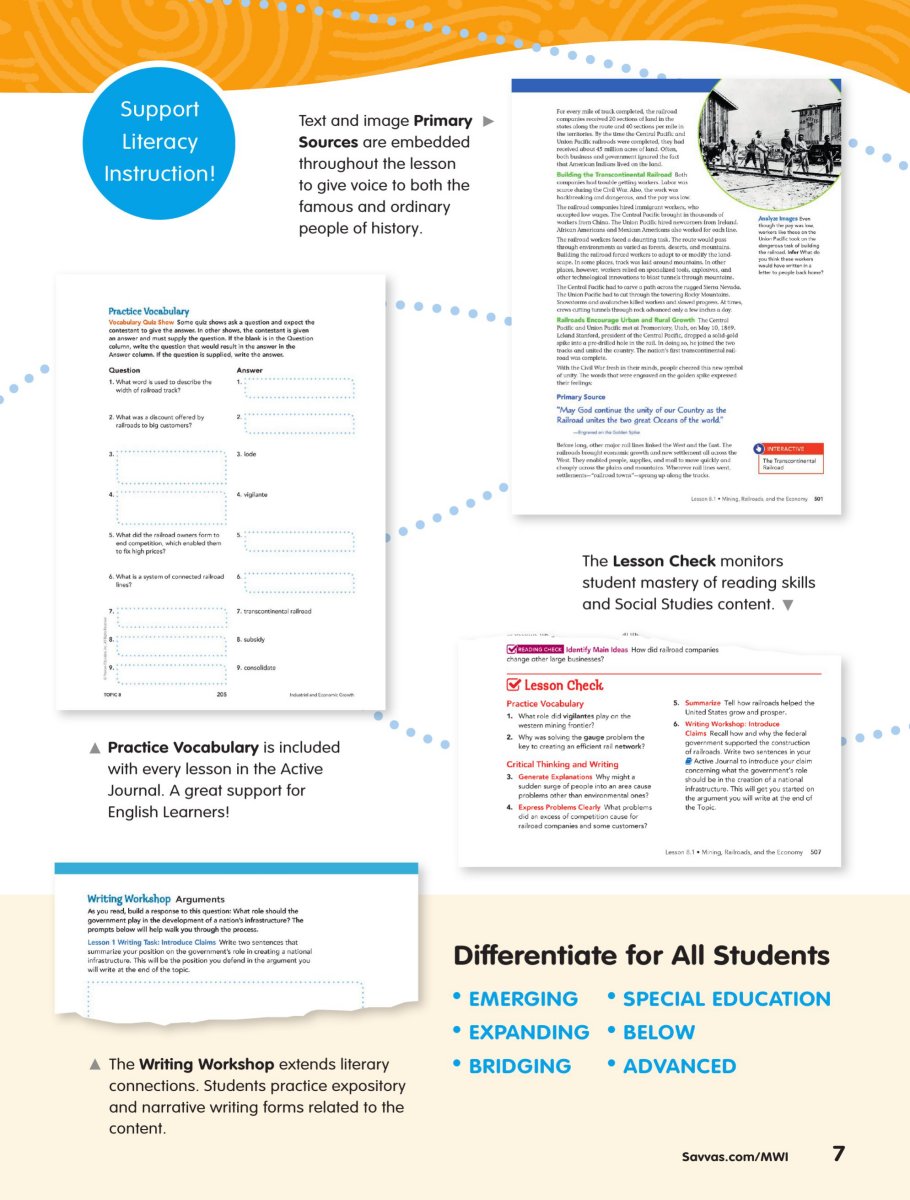 Support
Literacy
Instruction!
Text and image Primary
Sources are embedded
throughout the lesson
to give voice to both the
famous and ordinary
people of history.
For every mile of track completed, the railroad
companies received 20 sections of land in the
states along the route and 40 sections per mile in
the territories. By the time the Central Pacific and
Union Pacific railroads were completed, they had
received about 45 million acres of land. Often,
both business and government ignored the fact
that American Indians lived on the land.
Building the Transcontinental Railroad Both
companies had trouble getting workers. Labor was
scarce during the Civil War. Also, the work was
backbreaking and dangerous, and the pay was low.
The railroad companies hired immigrant workers, who
accepted low wages. The Central Pacific brought in thousands of
workers from China. The Union Pacific hired newcomers from Ireland.
African Americans and Mexican Americans also worked for each line.
The railroad workers faced a daunting task. The route would pass
through environments as varied as forests, deserts, and mountains.
Building the railroad forced workers to adapt to or modify the land-
scape. In some places, track was laid around mountains. In other
places, however, workers relied on specialized tools, explosives, and
other technological innovations to blast tunnels through mountains.
The Central Pacific had to carve a path across the rugged Sierra Nevada.
The Union Pacific had to cut through the towering Rocky Mountains.
Snowstorms and avalanches killed workers and slowed progress. At times,
crews cutting tunnels through rock advanced only a few inches a day.
Railroads Encourage Urban and Rural Growth The Central
Pacific and Union Pacific met at Promontory, Utah, on May 10, 1869.
Leland Stanford, president of the Central Pacific, dropped a solid-gold
spike into a pre-drilled hole in the rail. In doing so, he joined the two
tracks and united the country. The nation's first transcontinental rail-
road was complete.
With the Civil War fresh in their minds, people cheered this new symbol
of unity. The words that were engraved on the golden spike expressed
their feelings:
Primary Source
"May God continue the unity of our Country as the
Railroad unites the two great Oceans of the world."
—Engraved on the Golden Spike
Before long, other major rail lines linked the West and the East. The
railroads brought economic growth and new settlement all across the
West. They enabled people, supplies, and mail to move quickly and
cheaply across the plains and mountains. Wherever rail lines went,
settlements—"railroad towns"—sprang up along the tracks.
Analyze Images Even
though the pay was low,
workers like those on the
Union Pacific took on the
dangerous task of building
the railroad. Infer What do
you think these workers
would have written in a
letter to people back home?
INTERACTIVE
The Transcontinental
Railroad
Lesson 8.1 • Mining, Railroads, and the Economy 501
Practice Vocabulary
Vocabulary Quiz Show Some quiz shows ask a question and expect the
contestant to give the answer. In other shows, the contestant is given
an answer and must supply the question. If the blank is in the Question
column, write the question that would result in the answer in the
Answer column. If the question is supplied, write the answer.
Question Answer
1. What word is used to describe the 1.
width of railroad track?
2. What was a discount offered by 2.
railroads to big customers?
3. 3. lode
4. 4. vigilante
5. What did the railroad owners form to 5.
end competition, which enabled them
to fix high prices?
6. What is a system of connected railroad 6.
lines?
7. 7. transcontinental railroad
8. 8. subsidy
9. 9. consolidate
TOPIC 8 205 Industrial and Economic Growth
Practice Vocabulary is included
with every lesson in the Active
Journal. A great support for
English Learners!
The Lesson Check monitors
student mastery of reading skills
and Social Studies content.
READING CHECK Identify Main Ideas How did railroad companies
change other large businesses?
Lesson Check
Practice Vocabulary
1. What role did vigilantes play on the
western mining frontier?
2. Why was solving the gauge problem the
key to creating an efficient rail network?
Critical Thinking and Writing
3. Generate Explanations Why might a
sudden surge of people into an area cause
problems other than environmental ones?
4. Express Problems Clearly What problems
did an excess of competition cause for
railroad companies and some customers?
5. Summarize Tell how railroads helped the
United States grow and prosper.
6. Writing Workshop: Introduce
Claims Recall how and why the federal
government supported the construction
of railroads. Write two sentences in your
Active Journal to introduce your claim
concerning what the government's role
should be in the creation of a national
infrastructure. This will get you started on
the argument you will write at the end of
the Topic.
Lesson 8.1 • Mining, Railroads, and the Economy 507
Writing Workshop Arguments
As you read, build a response to this question: What role should the
government play in the development of a nation's infrastructure? The
prompts below will help walk you through the process.
Lesson 1 Writing Task: Introduce Claims Write two sentences that
summarize your position on the government's role in creating a national
infrastructure. This will be the position you defend in the argument you
will write at the end of the topic.
The Writing Workshop extends literary
connections. Students practice expository
and narrative writing forms related to the
content.
Differentiate for All Students
• EMERGING • SPECIAL EDUCATION
• EXPANDING • BELOW
• BRIDGING • ADVANCED
Savvas.com/MWI 7